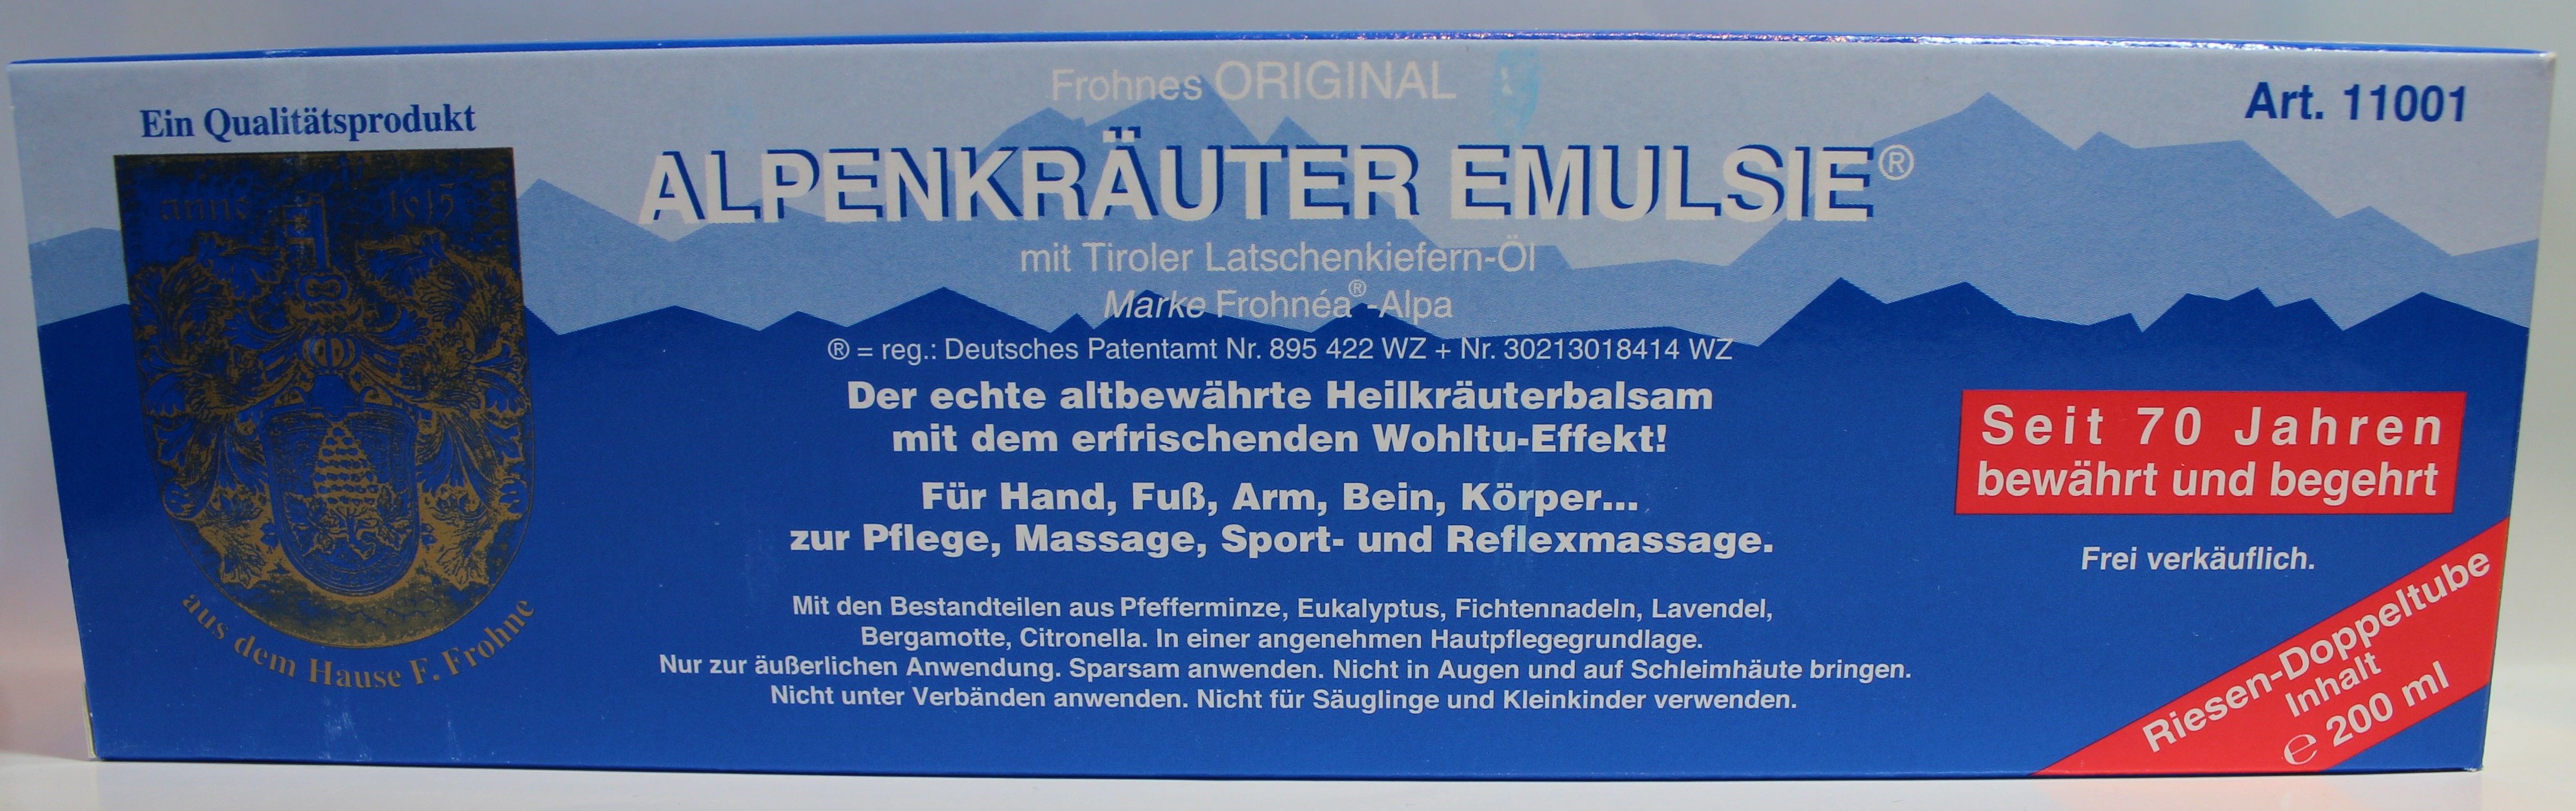 Ein Qualitätsprodukt
aus dem Hause F. Frohne
Frohnes ORIGINAL
ALPENKRÄUTER EMULSIE®
mit Tiroler Latschenkiefern-Öl
Marke Frohnéa®-Alpa
® = reg.: Deutsches Patentamt Nr. 895 422 WZ + Nr. 30213018414 WZ
Der echte altbewährte Heilkräuterbalsam
mit dem erfrischenden Wohltu-Effekt!
Für Hand, Fuß, Arm, Bein, Körper...
zur Pflege, Massage, Sport- und Reflexmassage.
Mit den Bestandteilen aus Pfefferminze, Eukalyptus, Fichtennadeln, Lavendel,
Bergamotte, Citronella. In einer angenehmen Hautpflegegrundlage.
Nur zur äußerlichen Anwendung. Sparsam anwenden. Nicht in Augen und auf Schleimhäute bringen.
Nicht unter Verbänden anwenden. Nicht für Säuglinge und Kleinkinder verwenden.
Art. 11001
Seit 70 Jahren
bewährt und begehrt
Frei verkäuflich.
Riesen-Doppeltube
Inhalt
e 200 ml